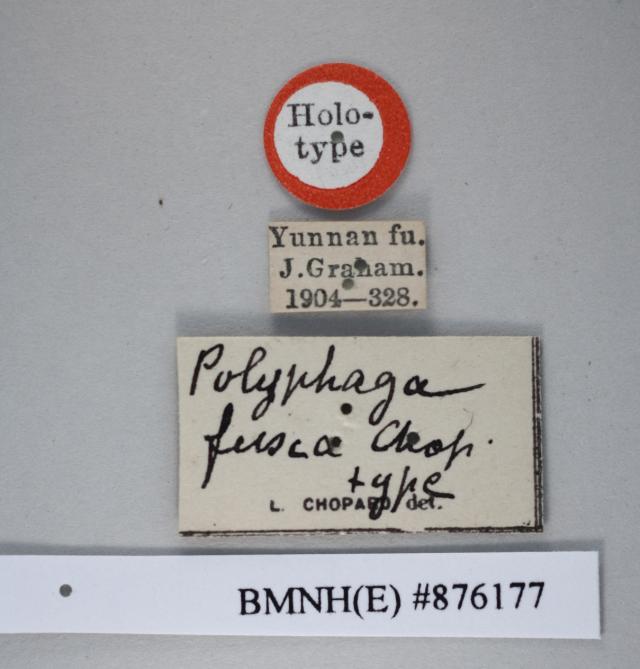 Holo-
type
Yunnan fu.
J.Graham.
1904—328.
Polyphaga
fusca Chop.
type
L. CHOPARD det.
BMNH(E) #876177